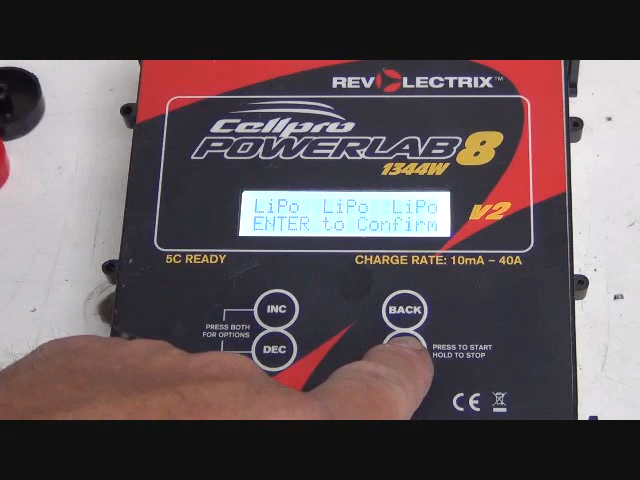 REVOLECTRIX™
Cellpro
POWERLAB 8
1344W
LiPo LiPo LiPo
ENTER to Confirm
v2
5C READY
CHARGE RATE: 10mA - 40A
INC
BACK
PRESS BOTH
FOR OPTIONS
DEC
PRESS TO START
HOLD TO STOP
CE